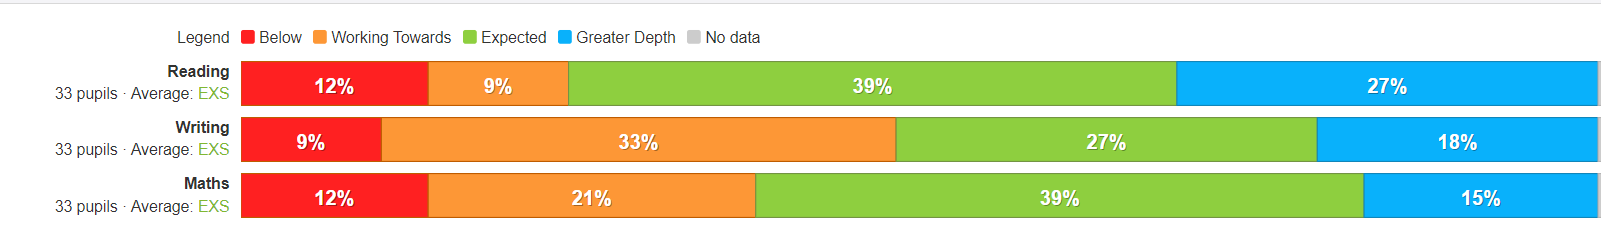 Legend Below Working Towards Expected Greater Depth No data
Reading
33 pupils · Average: EXS
12% 9% 39% 27%
Writing
33 pupils · Average: EXS
9% 33% 27% 18%
Maths
33 pupils · Average: EXS
12% 21% 39% 15%